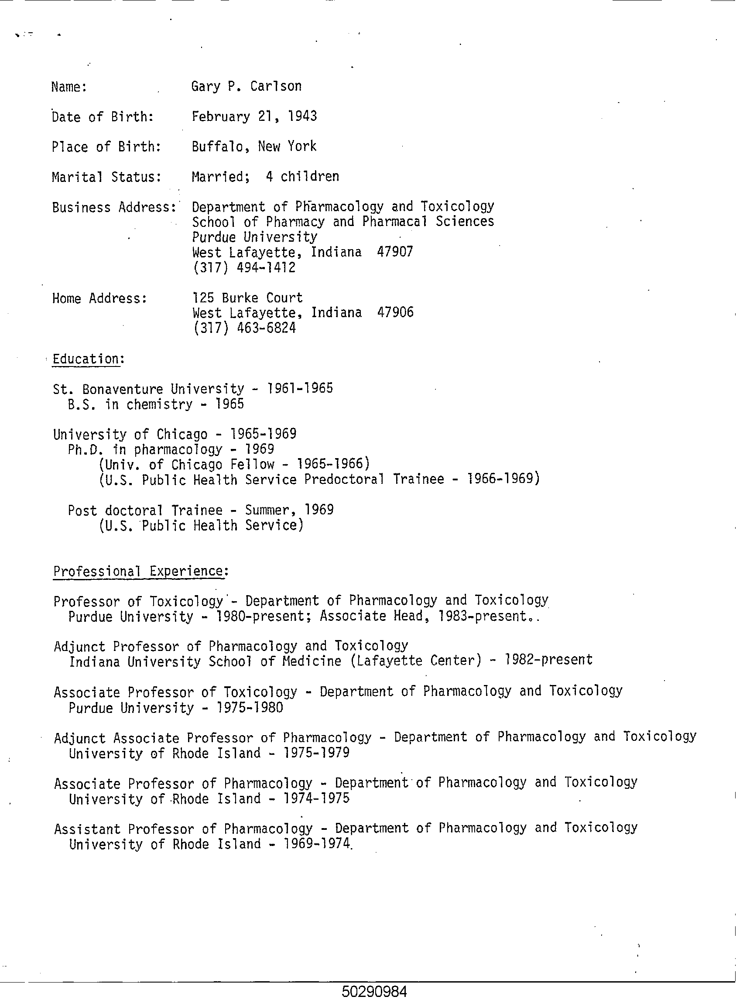 Name: Gary P. Carlson
Date of Birth: February 21, 1943
Place of Birth: Buffalo, New York
Marital Status: Married; 4 children
Business Address: Department of Pharmacology and Toxicology
School of Pharmacy and Pharmacal Sciences
Purdue University
West Lafayette, Indiana 47907
(317) 494-1412
Home Address: 125 Burke Court
West Lafayette, Indiana 47906
(317) 463-6824
Education:
St. Bonaventure University - 1961-1965
B.S. in chemistry - 1965
University of Chicago - 1965-1969
Ph.D. in pharmacology - 1969
(Univ. of Chicago Fellow - 1965-1966)
(U.S. Public Health Service Predoctoral Trainee - 1966-1969)
Post doctoral Trainee - Summer, 1969
(U.S. Public Health Service)
Professional Experience:
Professor of Toxicology - Department of Pharmacology and Toxicology
Purdue University - 1980-present; Associate Head, 1983-present..
Adjunct Professor of Pharmacology and Toxicology
Indiana University School of Medicine (Lafayette Center) - 1982-present
Associate Professor of Toxicology - Department of Pharmacology and Toxicology
Purdue University - 1975-1980
Adjunct Associate Professor of Pharmacology - Department of Pharmacology and Toxicology
University of Rhode Island - 1975-1979
Associate Professor of Pharmacology - Department of Pharmacology and Toxicology
University of Rhode Island - 1974-1975
Assistant Professor of Pharmacology - Department of Pharmacology and Toxicology
University of Rhode Island - 1969-1974.
50290984